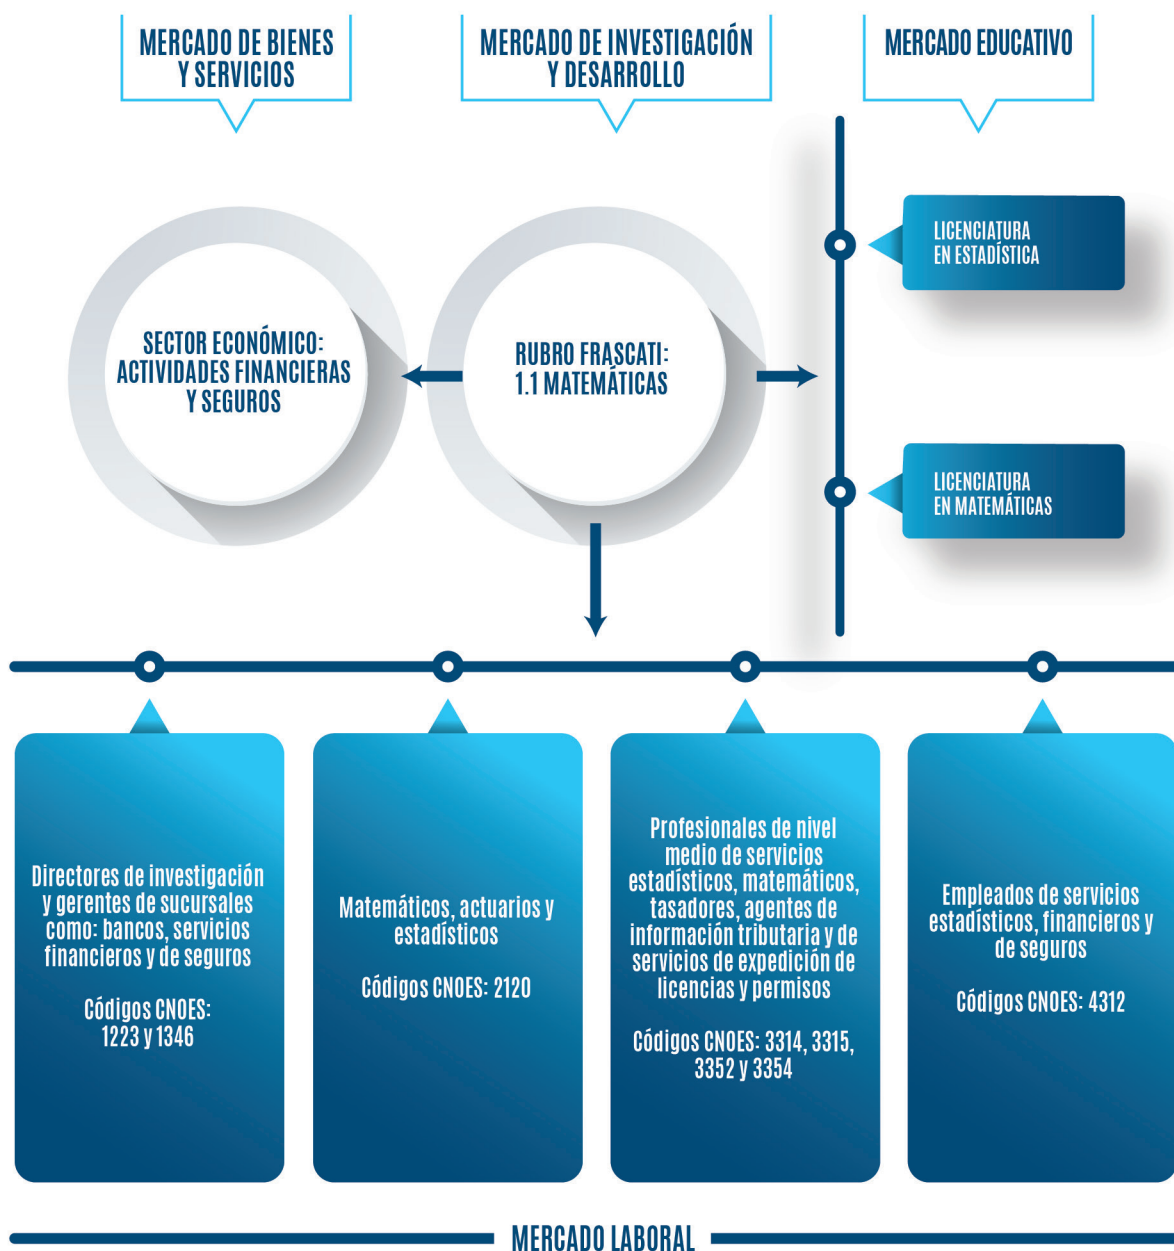 MERCADO DE BIENES
Y SERVICIOS
MERCADO DE INVESTIGACIÓN
Y DESARROLLO
MERCADO EDUCATIVO
SECTOR ECONÓMICO:
ACTIVIDADES FINANCIERAS
Y SEGUROS
RUBRO FRASCATI:
1.1 MATEMÁTICAS
LICENCIATURA
EN ESTADÍSTICA
LICENCIATURA
EN MATEMÁTICAS
Directores de investigación
y gerentes de sucursales
como: bancos, servicios
financieros y de seguros
Códigos CNOES:
1223 y 1346
Matemáticos, actuarios y
estadísticos
Códigos CNOES: 2120
Profesionales de nivel
medio de servicios
estadísticos, matemáticos,
tasadores, agentes de
información tributaria y de
servicios de expedición de
licencias y permisos
Códigos CNOES: 3314, 3315,
3352 y 3354
Empleados de servicios
estadísticos, financieros y
de seguros
Códigos CNOES: 4312
MERCADO LABORAL